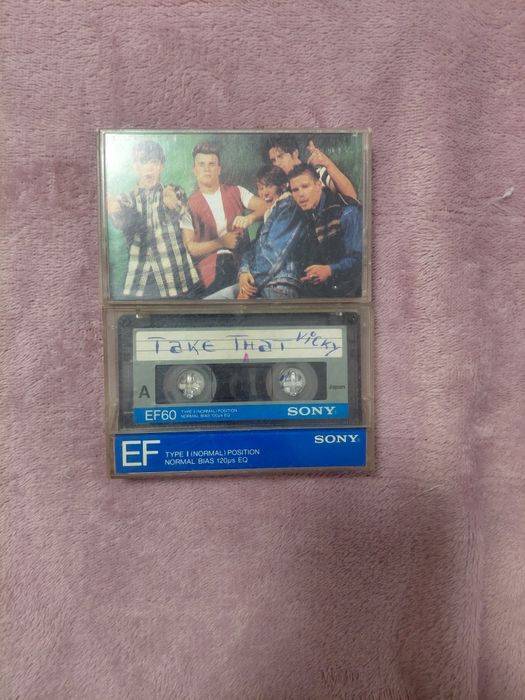 Take That Vicky
A
Japan
EF60 TYPE I (NORMAL) POSITION
NORMAL BIAS 120μs EQ
SONY
EF TYPE I (NORMAL) POSITION
NORMAL BIAS 120μs EQ
SONY